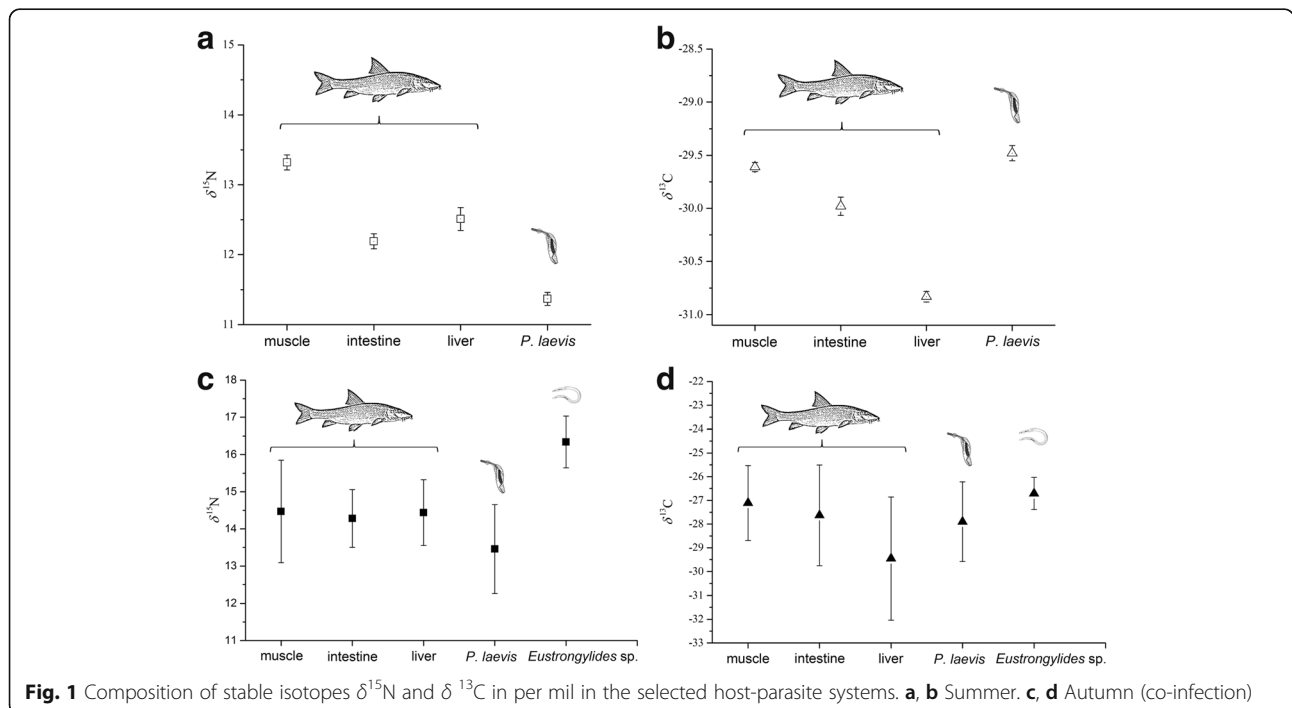 a
15
14
13
12
11
δ15N
muscle intestine liver P. laevis
b
-28.5
-29.0
-29.5
-30.0
-30.5
-31.0
δ13C
muscle intestine liver P. laevis
c
18
17
16
15
14
13
12
11
δ15N
muscle intestine liver P. laevis Eustrongylides sp.
d
-22
-23
-24
-25
-26
-27
-28
-29
-30
-31
-32
-33
δ13C
muscle intestine liver P. laevis Eustrongylides sp.
Fig. 1 Composition of stable isotopes δ15N and δ 13C in per mil in the selected host-parasite systems. a, b Summer. c, d Autumn (co-infection)